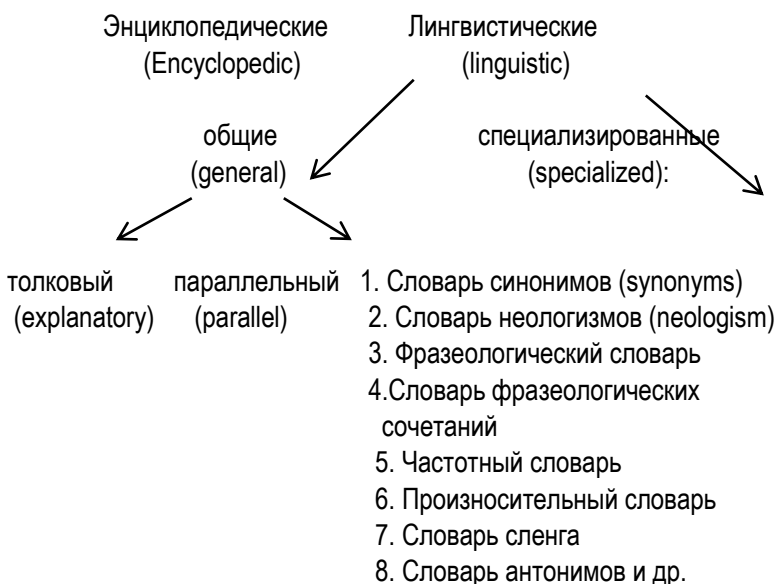 Энциклопедические Лингвистические
(Encyclopedic) (linguistic)
общие специализированные
(general) (specialized):
толковый параллельный 1. Словарь синонимов (synonyms)
(explanatory) (parallel) 2. Словарь неологизмов (neologism)
3. Фразеологический словарь
4.Словарь фразеологических
сочетаний
5. Частотный словарь
6. Произносительный словарь
7. Словарь сленга
8. Словарь антонимов и др.